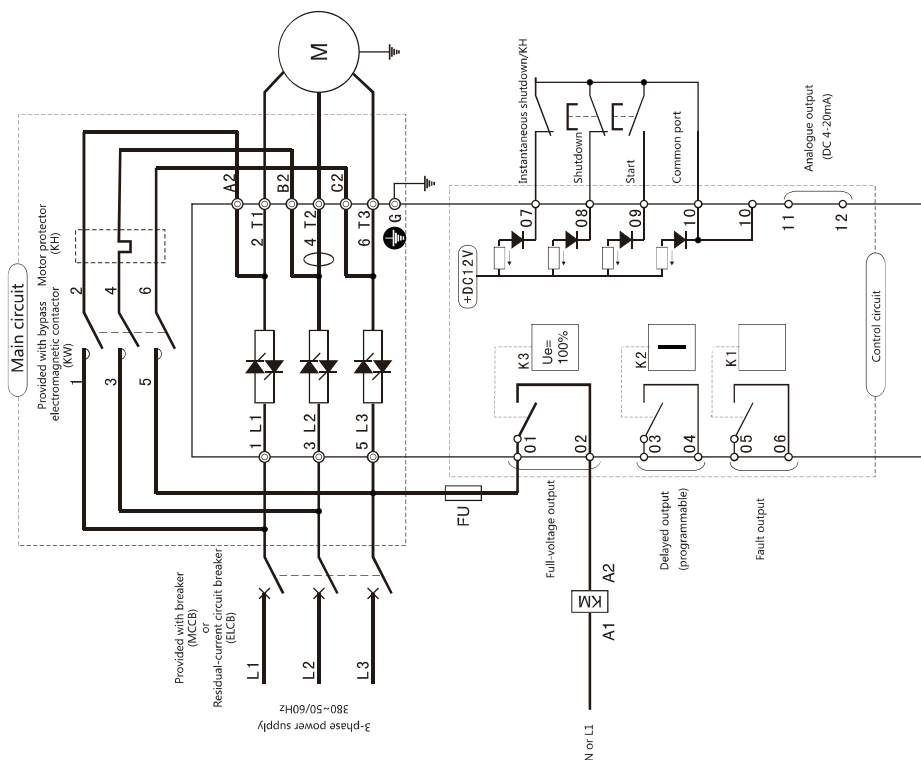 Main circuit
Provided with bypass
electromagnetic contactor
(KW)
Motor protector
(KH)
1
2
3
4
5
6
A2
B2
C2
2 T1
4 T2
6 T3
G
M
1 L1
3 L2
5 L3
Provided with breaker
(MCCB)
or
Residual-current circuit breaker
(ELCB)
L1
L2
L3
3-phase power supply
380~50/60Hz
FU
Control circuit
+DC12V
Instantaneous shutdown/KH
Shutdown
Start
Common port
Analogue output
(DC 4-20mA)
07
08
09
10
10
11
12
K3
Ue=
100%
K2
K1
01
02
03
04
05
06
Full-voltage output
Delayed output
(programmable)
Fault output
A1
KM
A2
N or L1